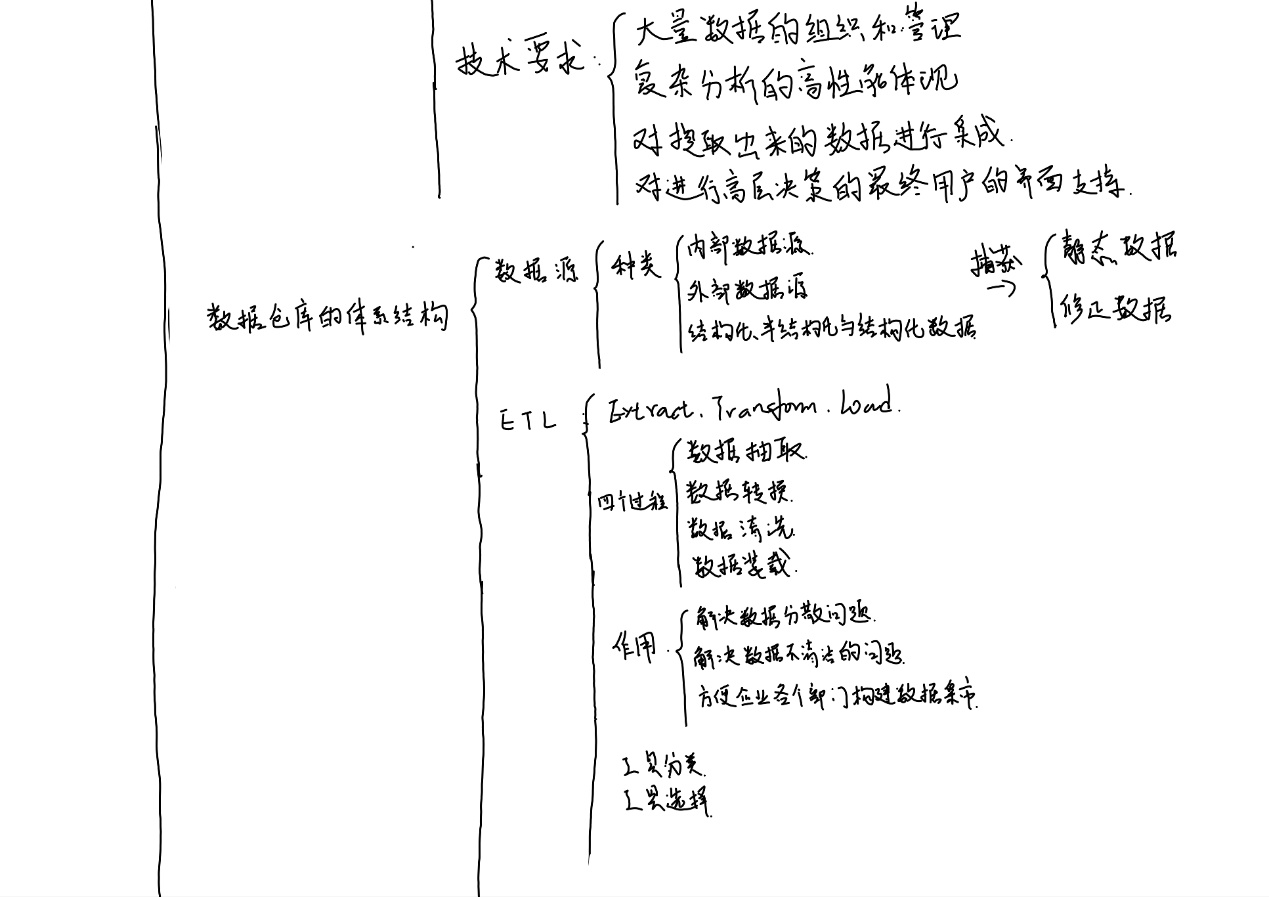 技术要求:
大量数据的组织和管理
复杂分析的高性能体现
对提取出来的数据进行集成.
对进行高层决策的最终用户的界面支持.
数据仓库的体系结构
数据源
种类
内部数据源.
外部数据源
结构化、半结构化与结构化数据
捕获
→
静态数据
修正数据
ETL
Extract. Transform. Load.
四个过程
数据抽取.
数据转换.
数据清洗.
数据装载.
作用.
解决数据分散问题.
解决数据不清洁的问题.
方便企业各个部门构建数据集市.
工具分类.
工具选择.